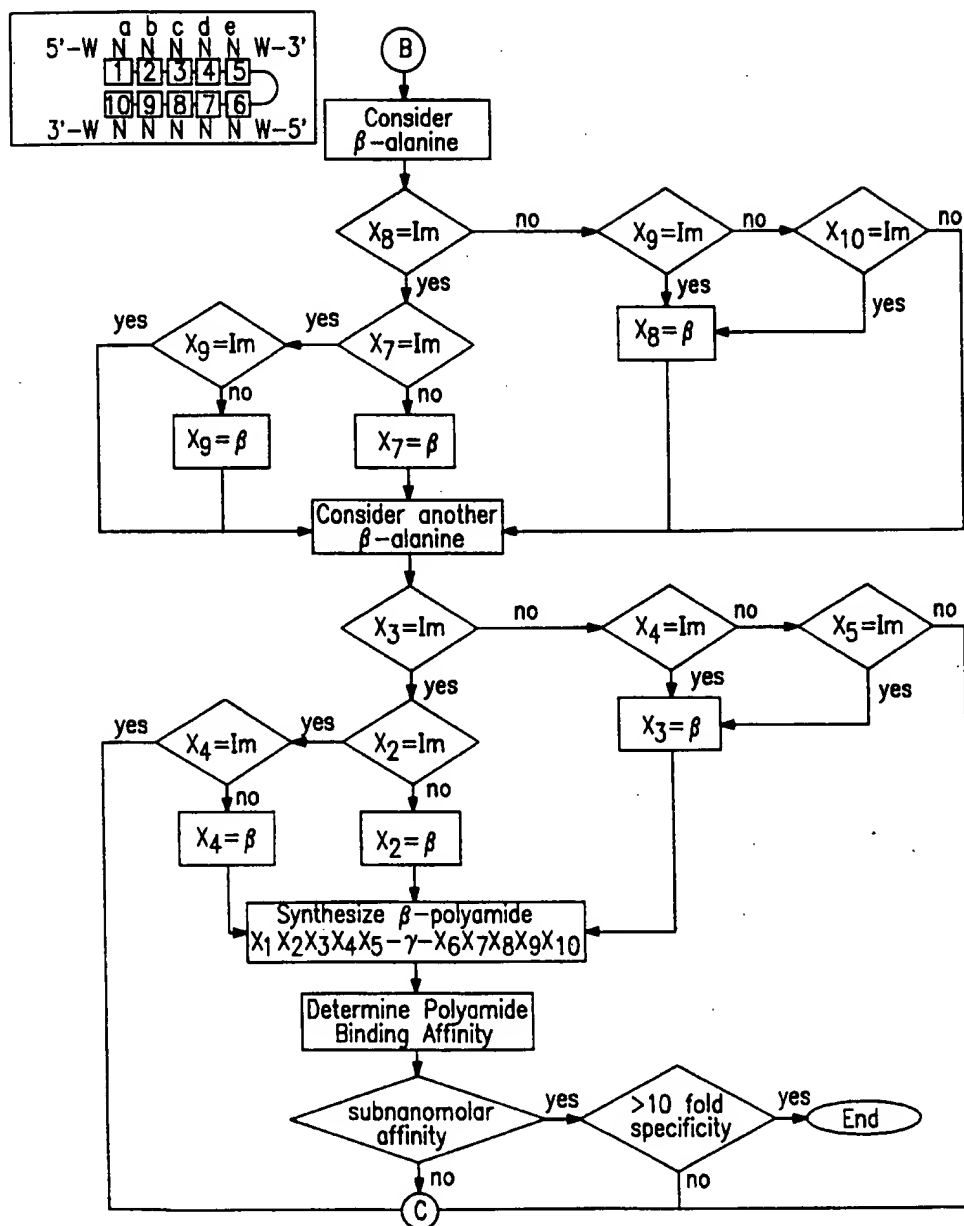 a b c d e
5'-W N N N N N W-3'
1 2 3 4 5
10 9 8 7 6
3'-W N N N N N W-5'
B
Consider
β-alanine
X8=Im
no
X9=Im
no
X10=Im
no
yes
yes
yes
X8=β
yes
X9=Im
yes
X7=Im
no
no
X9=β
X7=β
Consider another
β-alanine
X3=Im
no
X4=Im
no
X5=Im
no
yes
yes
yes
X3=β
yes
X4=Im
yes
X2=Im
no
no
X4=β
X2=β
Synthesize β-polyamide
X1X2X3X4X5-γ-X6X7X8X9X10
Determine Polyamide
Binding Affinity
subnanomolar
affinity
yes
>10 fold
specificity
yes
End
no
no
C